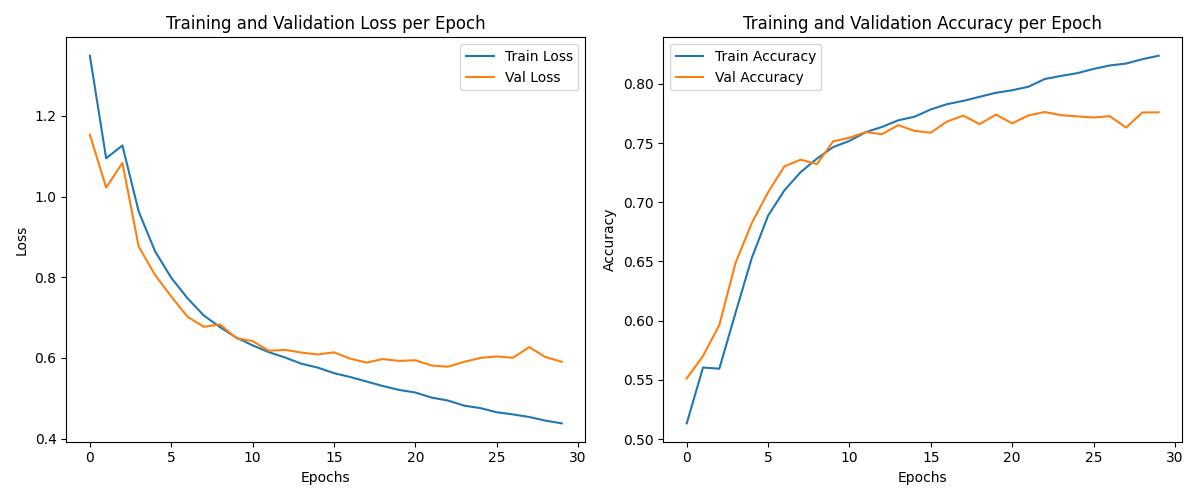 Training and Validation Loss per Epoch
Train Loss
Val Loss
1.2
1.0
0.8
0.6
0.4
Loss
0 5 10 15 20 25 30
Epochs
Training and Validation Accuracy per Epoch
Train Accuracy
Val Accuracy
0.80
0.75
0.70
0.65
0.60
0.55
0.50
Accuracy
0 5 10 15 20 25 30
Epochs